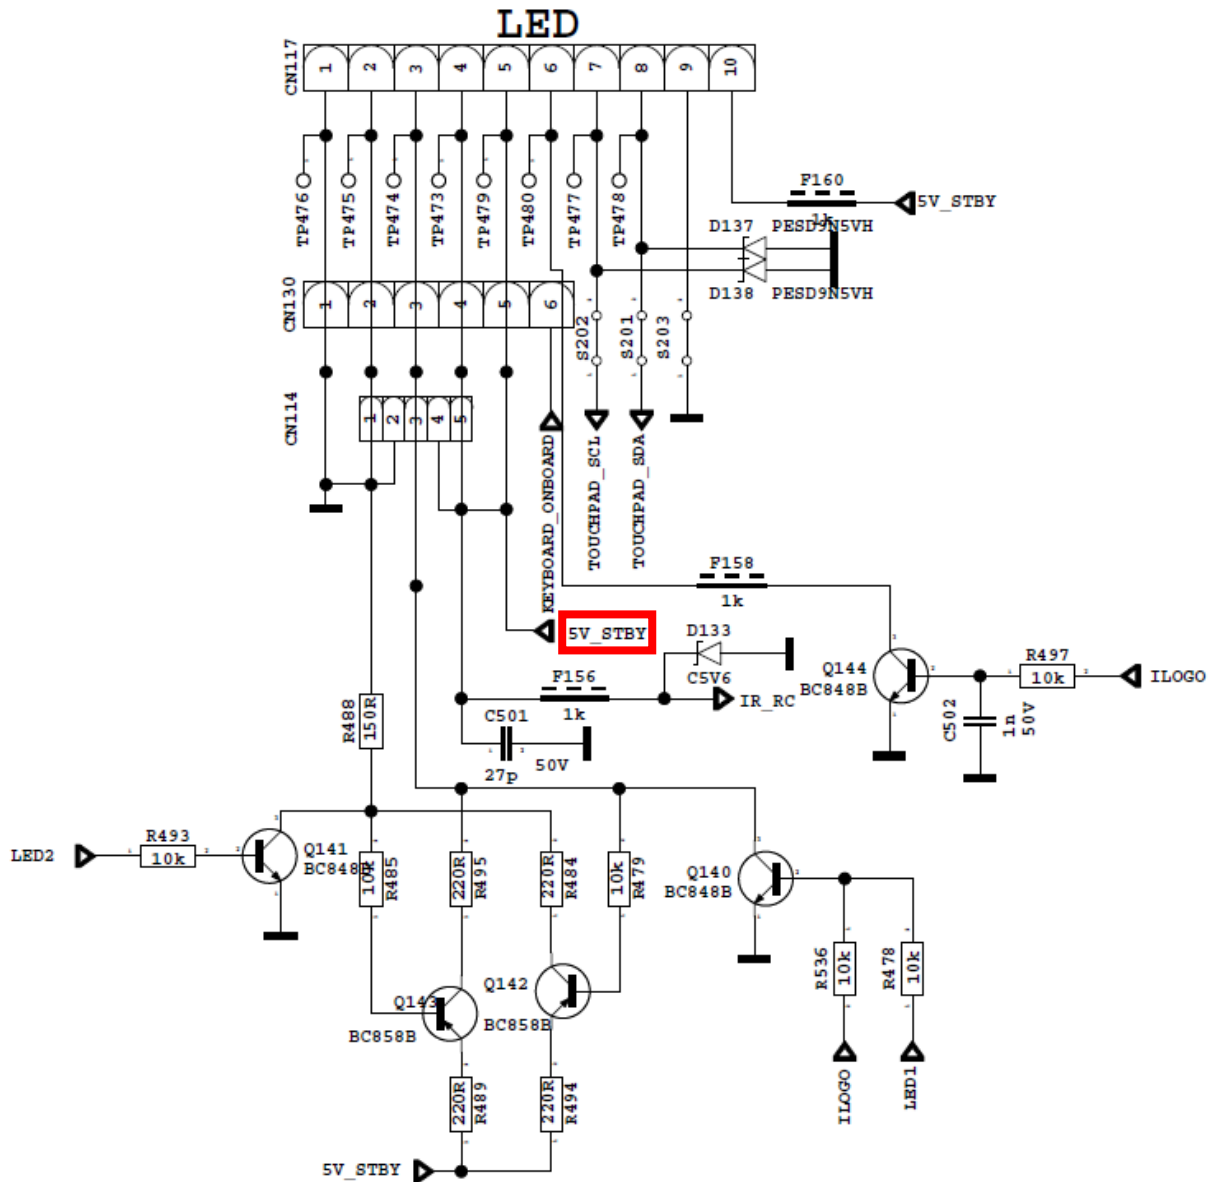 LED
CN117
1 2 3 4 5 6 7 8 9 10
TP476
TP475
TP474
TP473
TP479
TP480
TP477
TP478
F160
1k
5V_STBY
D137 PESD9N5VH
D138 PESD9N5VH
CN130
1 2 3 4 5 6
S202
S201
S203
CN114
1 2 3 4 5
KEYBOARD_ONBOARD
TOUCHPAD_SCL
TOUCHPAD_SDA
F158
1k
5V_STBY
D133
C5V6
F156
1k
IR_RC
Q144
BC848B
R497
10k
ILOGO
C502
1n
50V
R488
150R
C501
27p
50V
LED2
R493
10k
Q141
BC848B
10k
R485
220R
R495
220R
R484
10k
R479
Q140
BC848B
Q143
BC858B
Q142
BC858B
R536
10k
R478
10k
220R
R489
220R
R494
ILOGO
LED1
5V_STBY